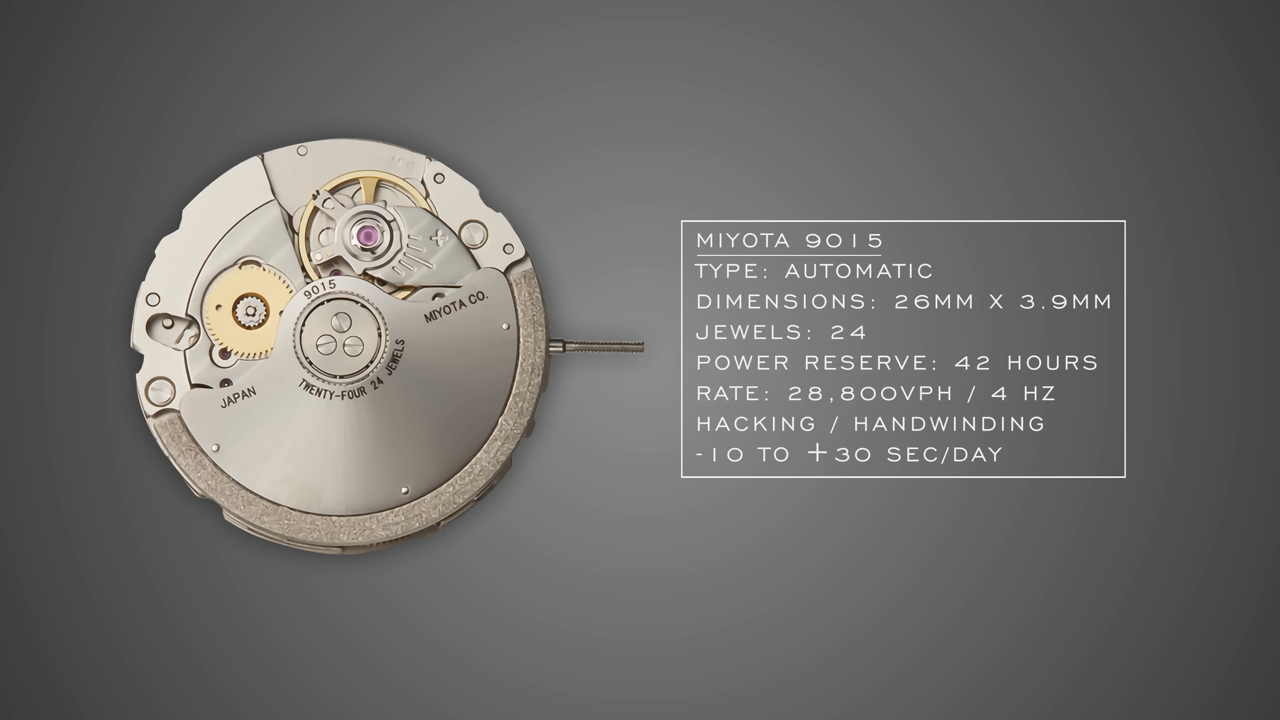 9015
MIYOTA CO.
JAPAN
TWENTY-FOUR 24 JEWELS
MIYOTA 9015
TYPE: AUTOMATIC
DIMENSIONS: 26MM X 3.9MM
JEWELS: 24
POWER RESERVE: 42 HOURS
RATE: 28,800VPH / 4 HZ
HACKING / HANDWINDING
-10 TO +30 SEC/DAY